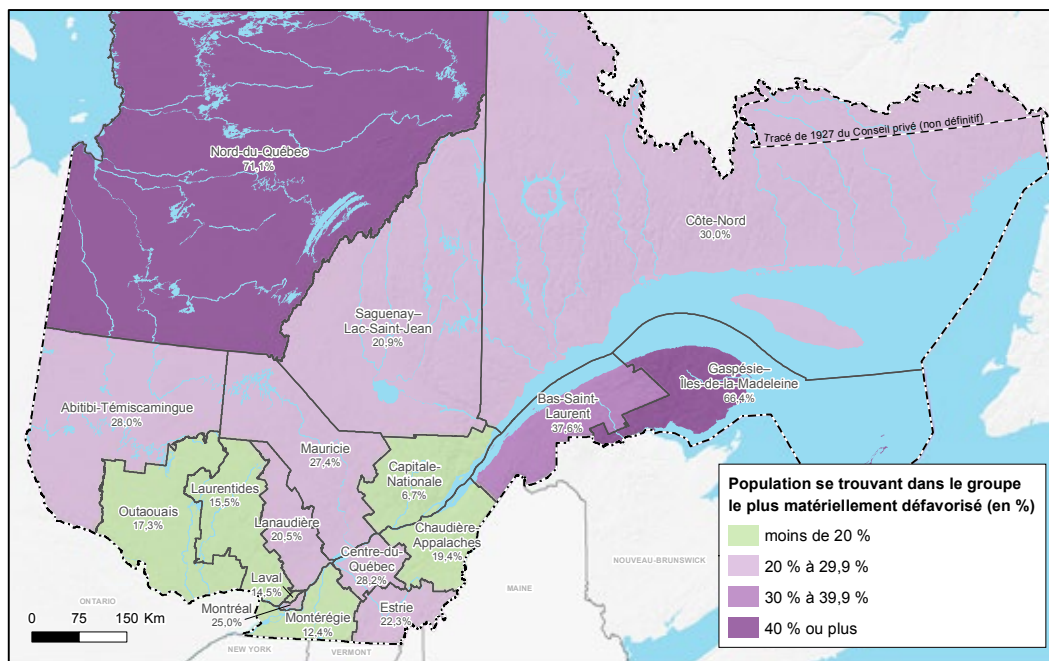 Tracé de 1927 du Conseil privé (non définitif)
Nord-du-Québec
71,1%
Côte-Nord
30,0%
Saguenay–
Lac-Saint-Jean
20,9%
Gaspésie–
Îles-de-la-Madeleine
66,4%
Bas-Saint-
Laurent
37,6%
Abitibi-Témiscamingue
28,0%
Mauricie
27,4%
Capitale-
Nationale
6,7%
Laurentides
15,5%
Outaouais
17,3%
Lanaudière
20,5%
Chaudière-
Appalaches
19,4%
Centre-du-
Québec
28,2%
Laval
14,5%
Montréal
25,0%
Montérégie
12,4%
Estrie
22,3%
ONTARIO
NEW YORK
VERMONT
MAINE
NOUVEAU-BRUNSWICK
0 75 150 Km
Population se trouvant dans le groupe
le plus matériellement défavorisé (en %)
moins de 20 %
20 % à 29,9 %
30 % à 39,9 %
40 % ou plus